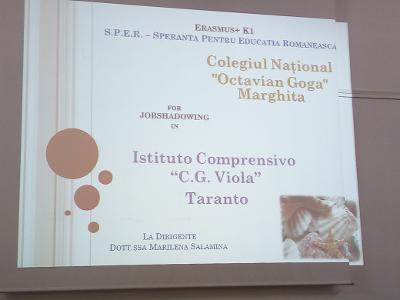 ERASMUS+ K1
S.P.E.R. – SPERANTA PENTRU EDUCATIA ROMANEASCA
Colegiul Național
"Octavian Goga"
Marghita
FOR
JOBSHADOWING
IN
Istituto Comprensivo
“C.G. Viola”
Taranto
LA DIRIGENTE
DOTT.SSA MARILENA SALAMINA